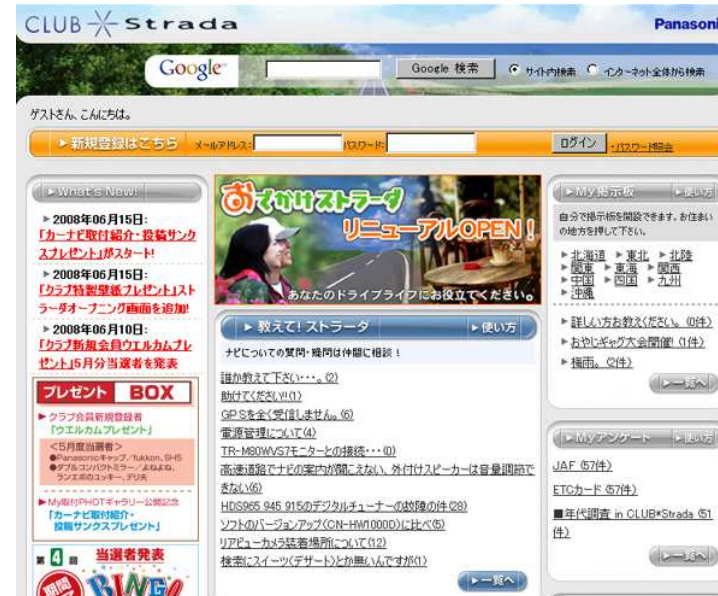 CLUB Strada
Panasoni
Google
Google 検索
サイト内検索
インターネット全体から検索
ゲストさん、こんにちは。
新規登録はこちら
メールアドレス:
パスワード:
ログイン
パスワード照会
What's New!
2008年06月15日:
「カーナビ取付紹介・投稿サンク
スプレゼント」がスタート!
2008年06月15日:
「クラブ特製壁紙プレゼント」スト
ラーダオープニング画面を追加!
2008年06月10日:
「クラブ新規会員ウエルカムプレ
ゼント」5月分当選者を発表
プレゼント BOX
クラブ会員新規登録者
「ウエルカムプレゼント」
<5月度当選者>
●Panasonicキャップ/fukkon, SH5
●ダブルコンパクトミラー/よねよね、
ランエボのコッキー、デリ夫
My取付PHOTギャラリー公開記念
「カーナビ取付紹介・
投稿サンクスプレゼント」
第4回 当選者発表
期間
BINGO
おでかけストラーダ
リニューアルOPEN!
あなたのドライブライフにお役立てください。
教えて! ストラーダ
使い方
ナビについての質問・疑問は仲間に相談!
誰か教えて下さい・・・。(2)
助けてください!!(1)
GPSを全く受信しません。(6)
電源管理について(4)
TR-M80WVS7モニターとの接続・・・(0)
高速道路でナビの案内が聞こえない、外付けスピーカーは音量調節で
きない(6)
HDS965 945 915のデジタルチューナーの故障の件(28)
ソフトのバージョンアップ(CN-HW1000D)に比べ(5)
リアビューカメラ装着場所について(12)
検索にスイーツ(デザート)とか無いんですが(1)
一覧へ
My掲示板
使い方
自分で掲示板を開設できます。お住まい
の地方を押して下さい。
北海道 東北 北陸
関東 東海 関西
中国 四国 九州
沖縄
詳しい方お教えください。(0件)
おやじギャグ大会開催! (1件)
梅雨。(2件)
一覧へ
Myアンケート
使い方
JAF (57件)
ETCカード (57件)
■年代調査 in CLUB*Strada (51
件)
一覧へ